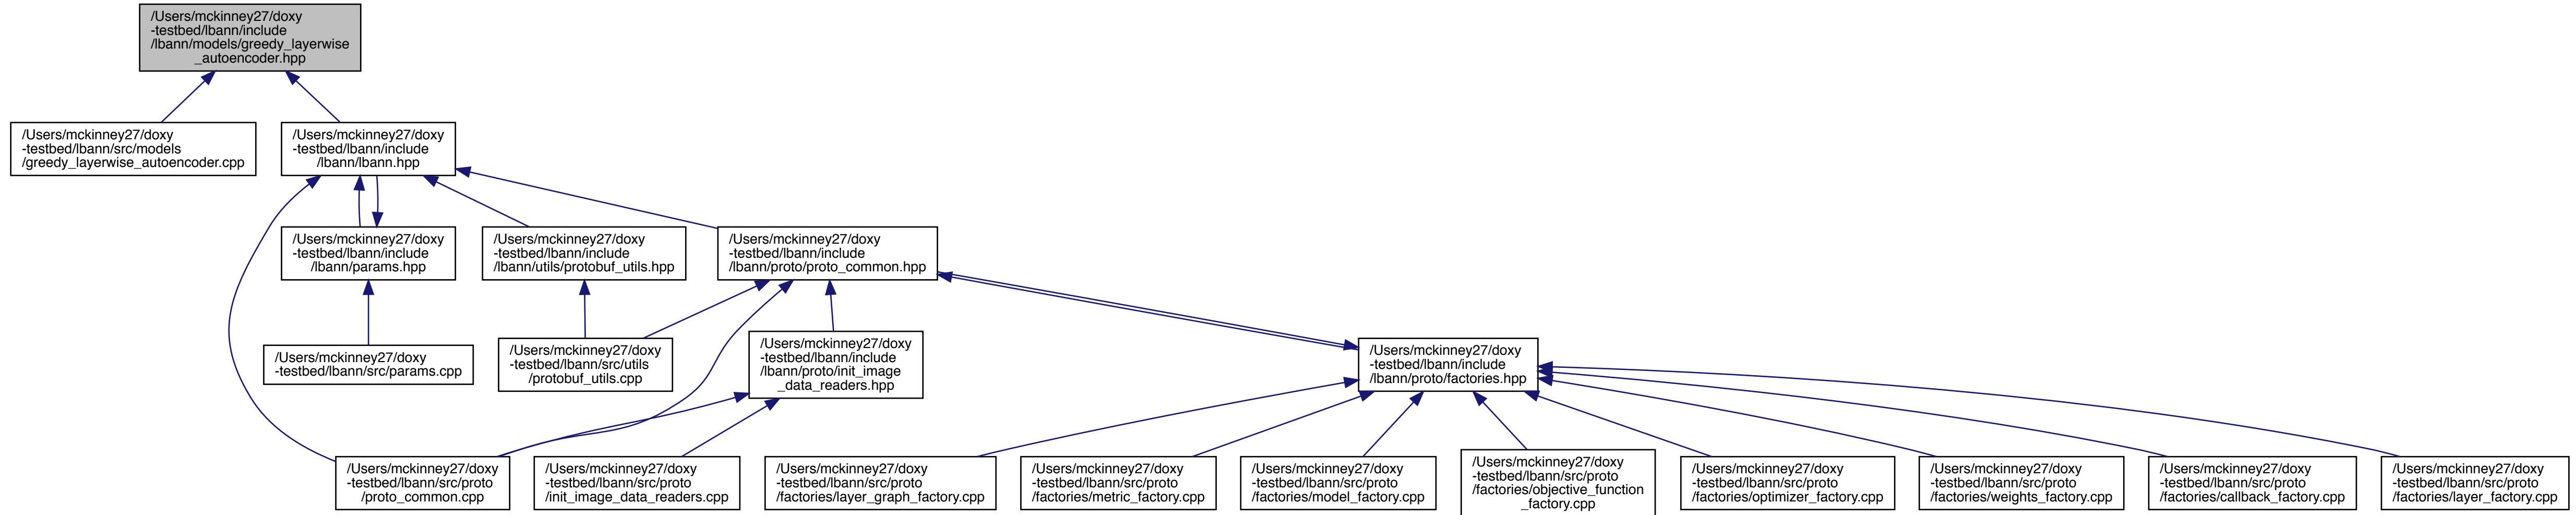 /Users/mckinney27/doxy
-testbed/lbann/include
/lbann/models/greedy_layerwise
_autoencoder.hpp
/Users/mckinney27/doxy
-testbed/lbann/src/models
/greedy_layerwise_autoencoder.cpp
/Users/mckinney27/doxy
-testbed/lbann/include
/lbann/lbann.hpp
/Users/mckinney27/doxy
-testbed/lbann/include
/lbann/params.hpp
/Users/mckinney27/doxy
-testbed/lbann/include
/lbann/utils/protobuf_utils.hpp
/Users/mckinney27/doxy
-testbed/lbann/include
/lbann/proto/proto_common.hpp
/Users/mckinney27/doxy
-testbed/lbann/src/params.cpp
/Users/mckinney27/doxy
-testbed/lbann/src/utils
/protobuf_utils.cpp
/Users/mckinney27/doxy
-testbed/lbann/include
/lbann/proto/init_image
_data_readers.hpp
/Users/mckinney27/doxy
-testbed/lbann/include
/lbann/proto/factories.hpp
/Users/mckinney27/doxy
-testbed/lbann/src/proto
/proto_common.cpp
/Users/mckinney27/doxy
-testbed/lbann/src/proto
/init_image_data_readers.cpp
/Users/mckinney27/doxy
-testbed/lbann/src/proto
/factories/layer_graph_factory.cpp
/Users/mckinney27/doxy
-testbed/lbann/src/proto
/factories/metric_factory.cpp
/Users/mckinney27/doxy
-testbed/lbann/src/proto
/factories/model_factory.cpp
/Users/mckinney27/doxy
-testbed/lbann/src/proto
/factories/objective_function
_factory.cpp
/Users/mckinney27/doxy
-testbed/lbann/src/proto
/factories/optimizer_factory.cpp
/Users/mckinney27/doxy
-testbed/lbann/src/proto
/factories/weights_factory.cpp
/Users/mckinney27/doxy
-testbed/lbann/src/proto
/factories/callback_factory.cpp
/Users/mckinney27/doxy
-testbed/lbann/src/proto
/factories/layer_factory.cpp